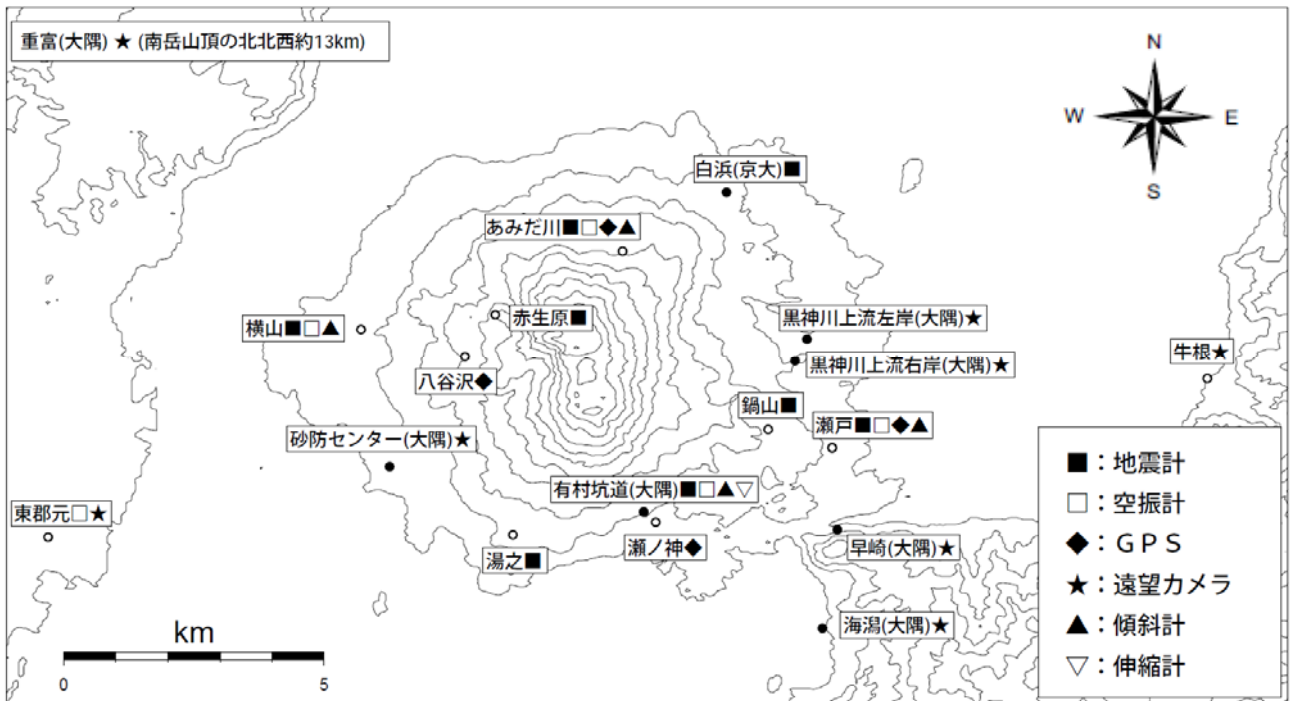 重富(大隅) ★ (南岳山頂の北北西約13km)
N
W
E
S
白浜(京大)■
あみだ川■□◆▲
赤生原■
横山■□▲
黒神川上流左岸(大隅)★
黒神川上流右岸(大隅)★
牛根★
八谷沢◆
鍋山■
瀬戸■□◆▲
砂防センター(大隅)★
有村坑道(大隅)■□▲▽
東郡元□★
瀬ノ神◆
早崎(大隅)★
湯之■
海潟(大隅)★
km
0
5
■：地震計
□：空振計
◆：ＧＰＳ
★：遠望カメラ
▲：傾斜計
▽：伸縮計